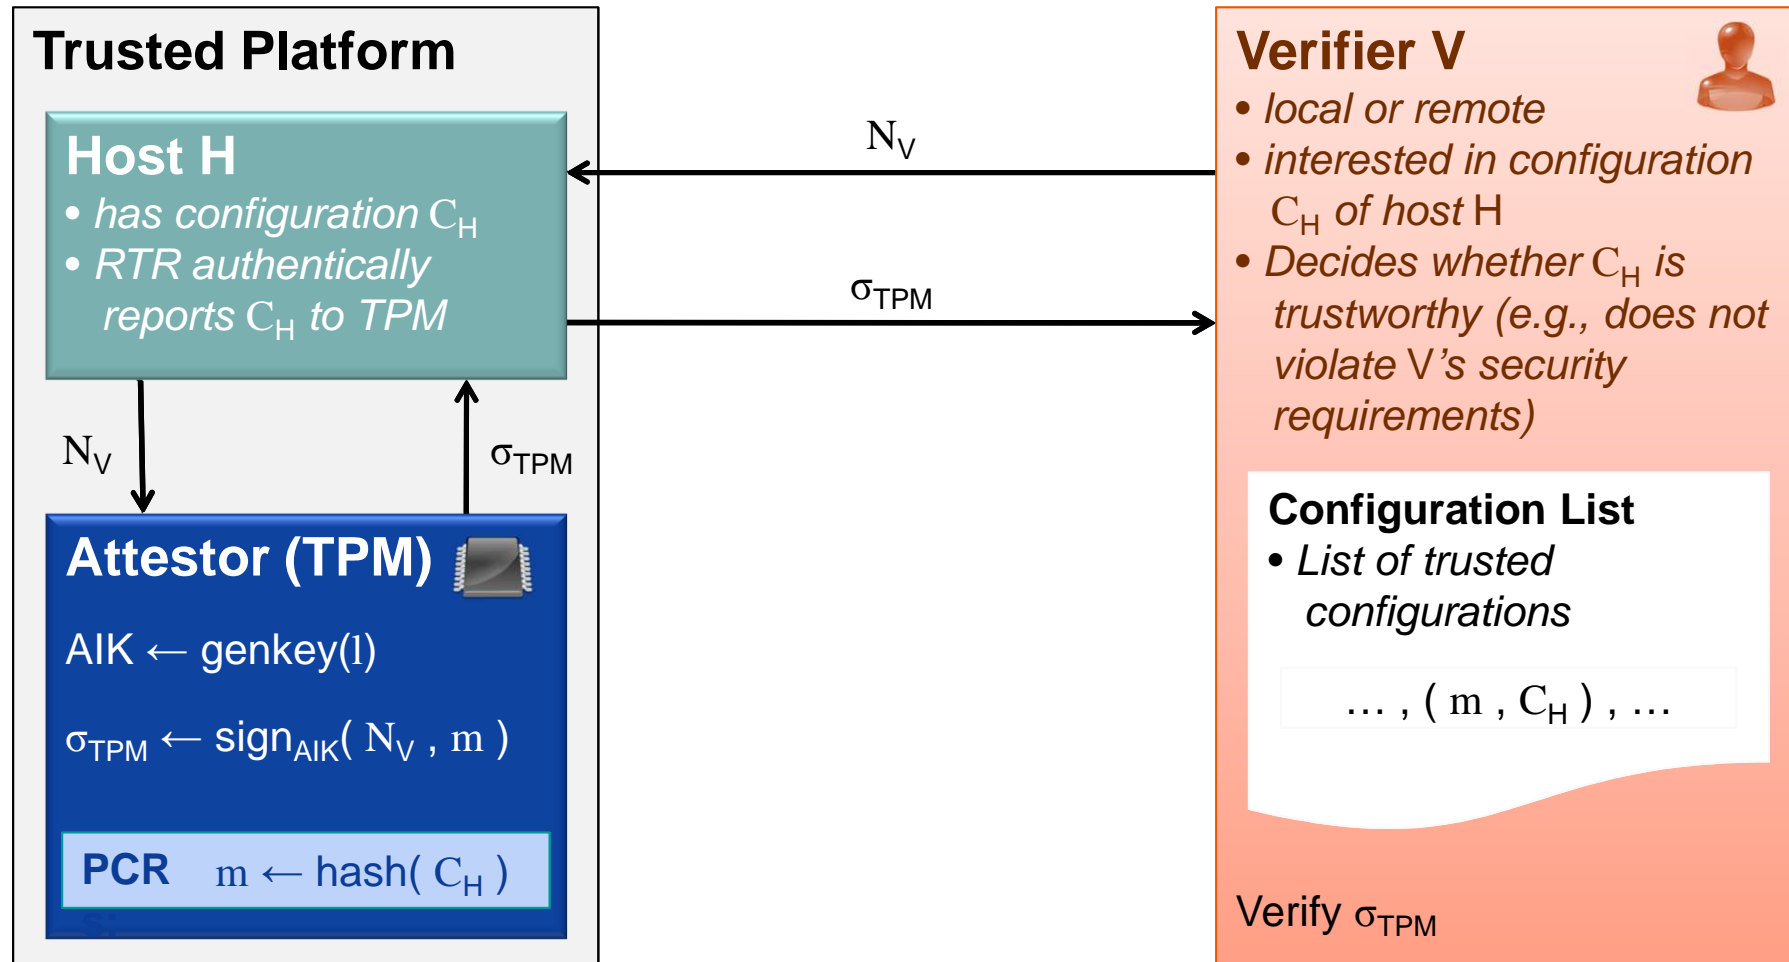 Trusted Platform
Host H
• has configuration C_H
• RTR authentically
reports C_H to TPM
N_V
σ_TPM
N_V
σ_TPM
Attestor (TPM)
AIK ← genkey(l)
σ_TPM ← sign_AIK( N_V , m )
PCR m ← hash( C_H )
s:
Verifier V
• local or remote
• interested in configuration
C_H of host H
• Decides whether C_H is
trustworthy (e.g., does not
violate V’s security
requirements)
Configuration List
• List of trusted
configurations
… , ( m , C_H ) , …
Verify σ_TPM